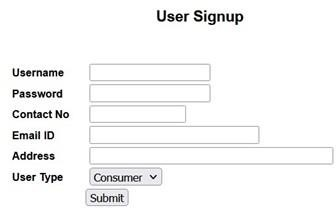 User Signup
Username
Password
Contact No
Email ID
Address
User Type Consumer
Submit